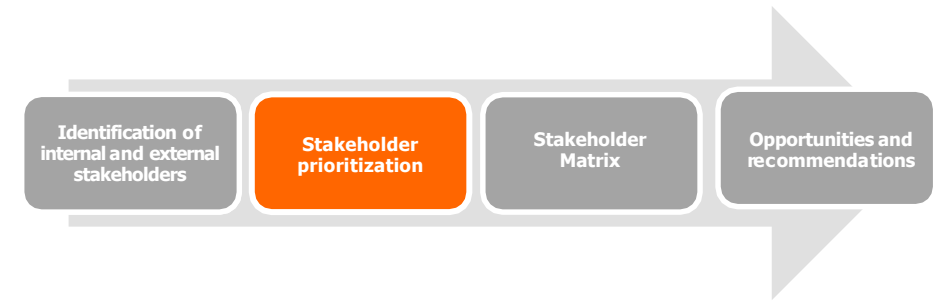 Identification of
internal and external
stakeholders
Stakeholder
prioritization
Stakeholder
Matrix
Opportunities and
recommendations